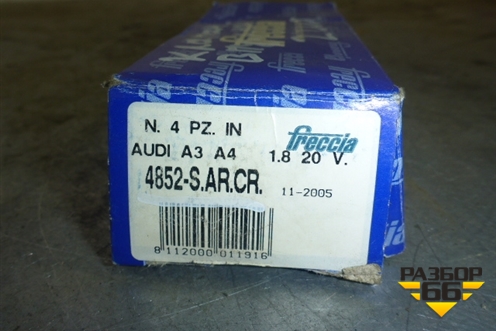 freccia
N. 4 PZ. IN
freccia
AUDI A3 A4 1.8 20 V.
4852-S.AR.CR.
11-2005
8 112000 011916
РАЗБОР
66